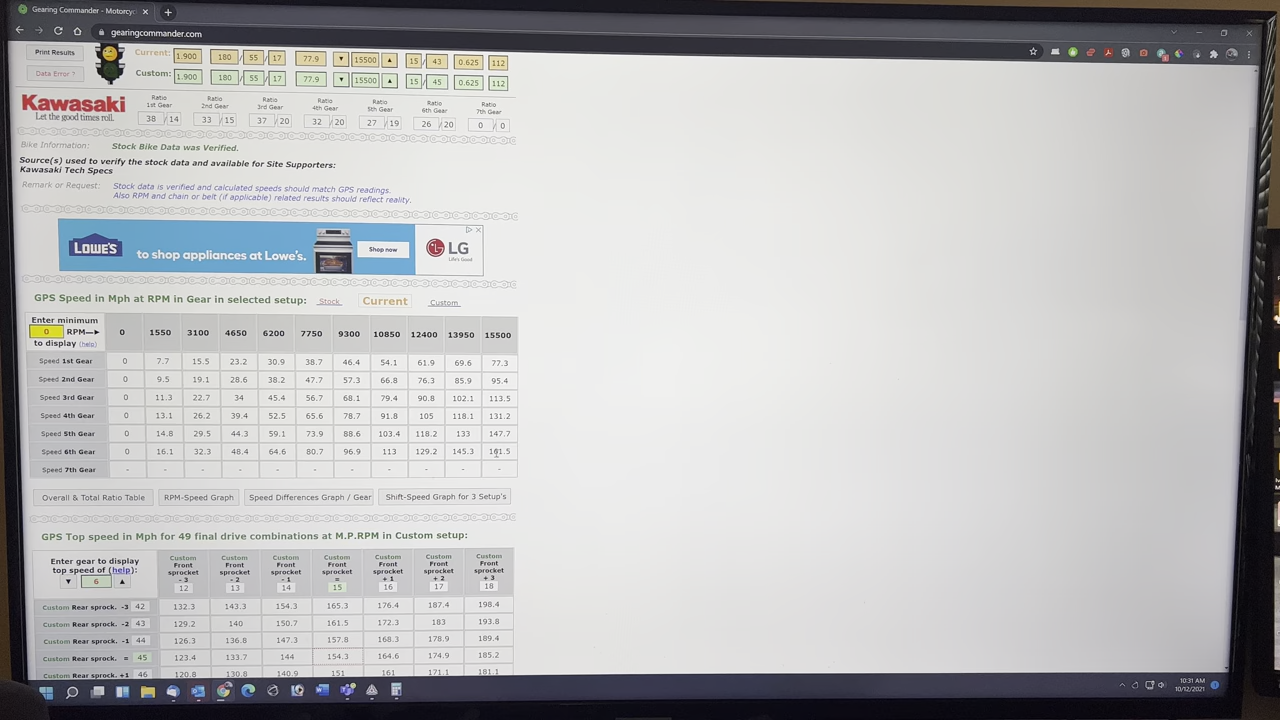 Gearing Commander - Motorcyc
gearingcommander.com
Print Results
Data Error ?
Current: 1.900 180 / 55 / 17 77.9 ▼ 15500 ▲ 15 / 43 0.625 112
Custom: 1.900 180 / 55 / 17 77.9 ▼ 15500 ▲ 15 / 45 0.625 112
Kawasaki
Let the good times roll.
Ratio 1st Gear Ratio 2nd Gear Ratio 3rd Gear Ratio 4th Gear Ratio 5th Gear Ratio 6th Gear Ratio 7th Gear
38 / 14 33 / 15 37 / 20 32 / 20 27 / 19 26 / 20 0 / 0
Bike Information: Stock Bike Data was Verified.
Source(s) used to verify the stock data and available for Site Supporters:
Kawasaki Tech Specs
Remark or Request: Stock data is verified and calculated speeds should match GPS readings.
Also RPM and chain or belt (if applicable) related results should reflect reality.
LOWE'S to shop appliances at Lowe's. Shop now LG
Life's Good
GPS Speed in Mph at RPM in Gear in selected setup: Stock Current Custom
Enter minimum
0 RPM—► 0 1550 3100 4650 6200 7750 9300 10850 12400 13950 15500
to display (help)
Speed 1st Gear 0 7.7 15.5 23.2 30.9 38.7 46.4 54.1 61.9 69.6 77.3
Speed 2nd Gear 0 9.5 19.1 28.6 38.2 47.7 57.3 66.8 76.3 85.9 95.4
Speed 3rd Gear 0 11.3 22.7 34 45.4 56.7 68.1 79.4 90.8 102.1 113.5
Speed 4th Gear 0 13.1 26.2 39.4 52.5 65.6 78.7 91.8 105 118.1 131.2
Speed 5th Gear 0 14.8 29.5 44.3 59.1 73.9 88.6 103.4 118.2 133 147.7
Speed 6th Gear 0 16.1 32.3 48.4 64.6 80.7 96.9 113 129.2 145.3 161.5
Speed 7th Gear - - - - - - - - - - -
Overall & Total Ratio Table RPM-Speed Graph Speed Differences Graph / Gear Shift-Speed Graph for 3 Setup's
GPS Top speed in Mph for 49 final drive combinations at M.P.RPM in Custom setup:
Enter gear to display
top speed of (help):
▼ 6 ▲
Custom Custom Custom Custom Custom Custom Custom
Front Front Front Front Front Front Front
sprocket sprocket sprocket sprocket sprocket sprocket sprocket
- 3 - 2 - 1 = + 1 + 2 + 3
12 13 14 15 16 17 18
Custom Rear sprock. -3 42 132.3 143.3 154.3 165.3 176.4 187.4 198.4
Custom Rear sprock. -2 43 129.2 140 150.7 161.5 172.3 183 193.8
Custom Rear sprock. -1 44 126.3 136.8 147.3 157.8 168.3 178.9 189.4
Custom Rear sprock. = 45 123.4 133.7 144 154.3 164.6 174.9 185.2
Custom Rear sprock. +1 46 120.8 130.8 140.9 151 161 171.1 181.1
10:31 AM
10/12/2021